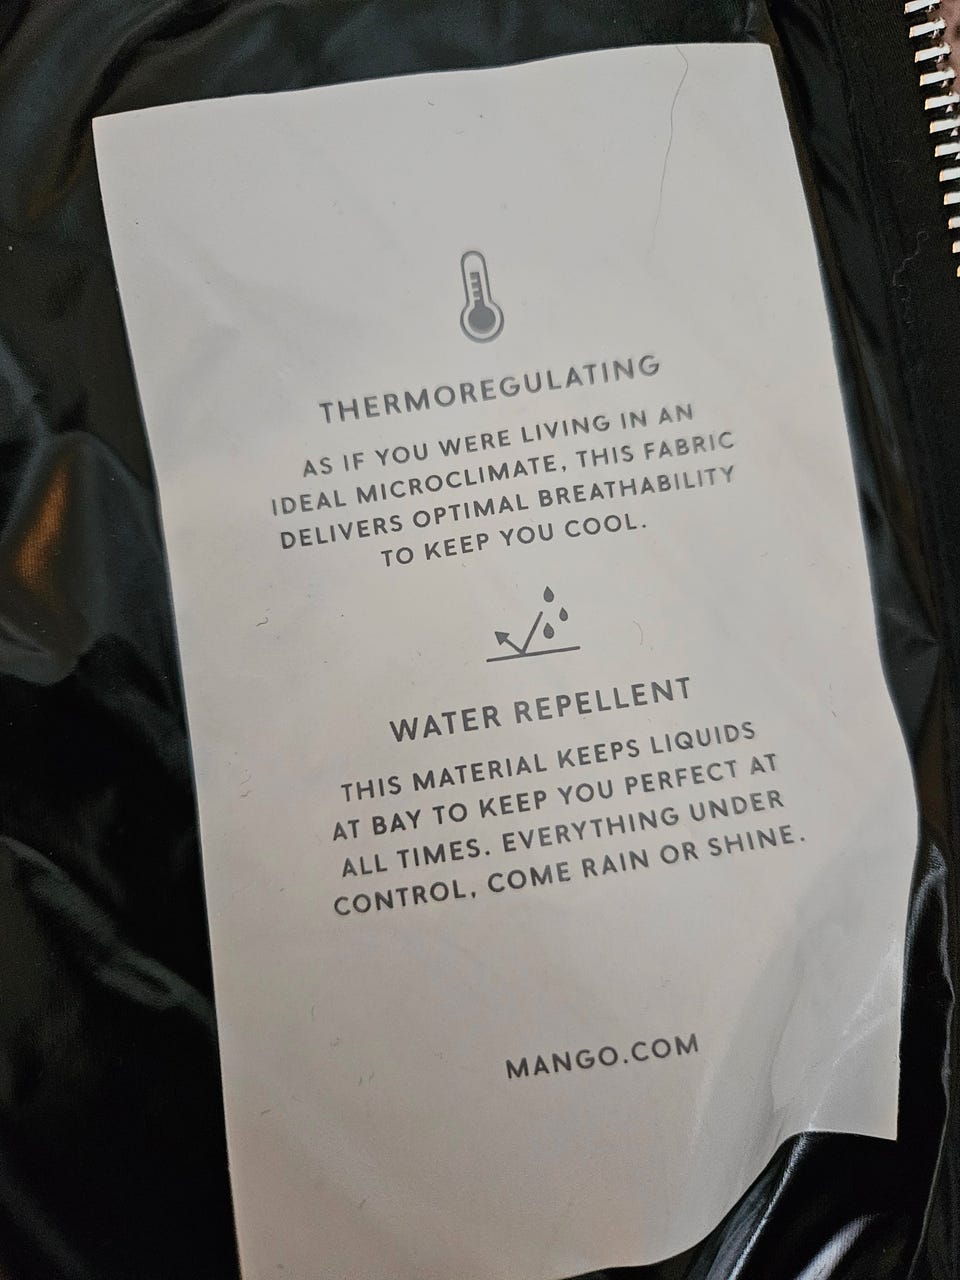 THERMOREGULATING
AS IF YOU WERE LIVING IN AN
IDEAL MICROCLIMATE, THIS FABRIC
DELIVERS OPTIMAL BREATHABILITY
TO KEEP YOU COOL.
WATER REPELLENT
THIS MATERIAL KEEPS LIQUIDS
AT BAY TO KEEP YOU PERFECT AT
ALL TIMES. EVERYTHING UNDER
CONTROL, COME RAIN OR SHINE.
MANGO.COM